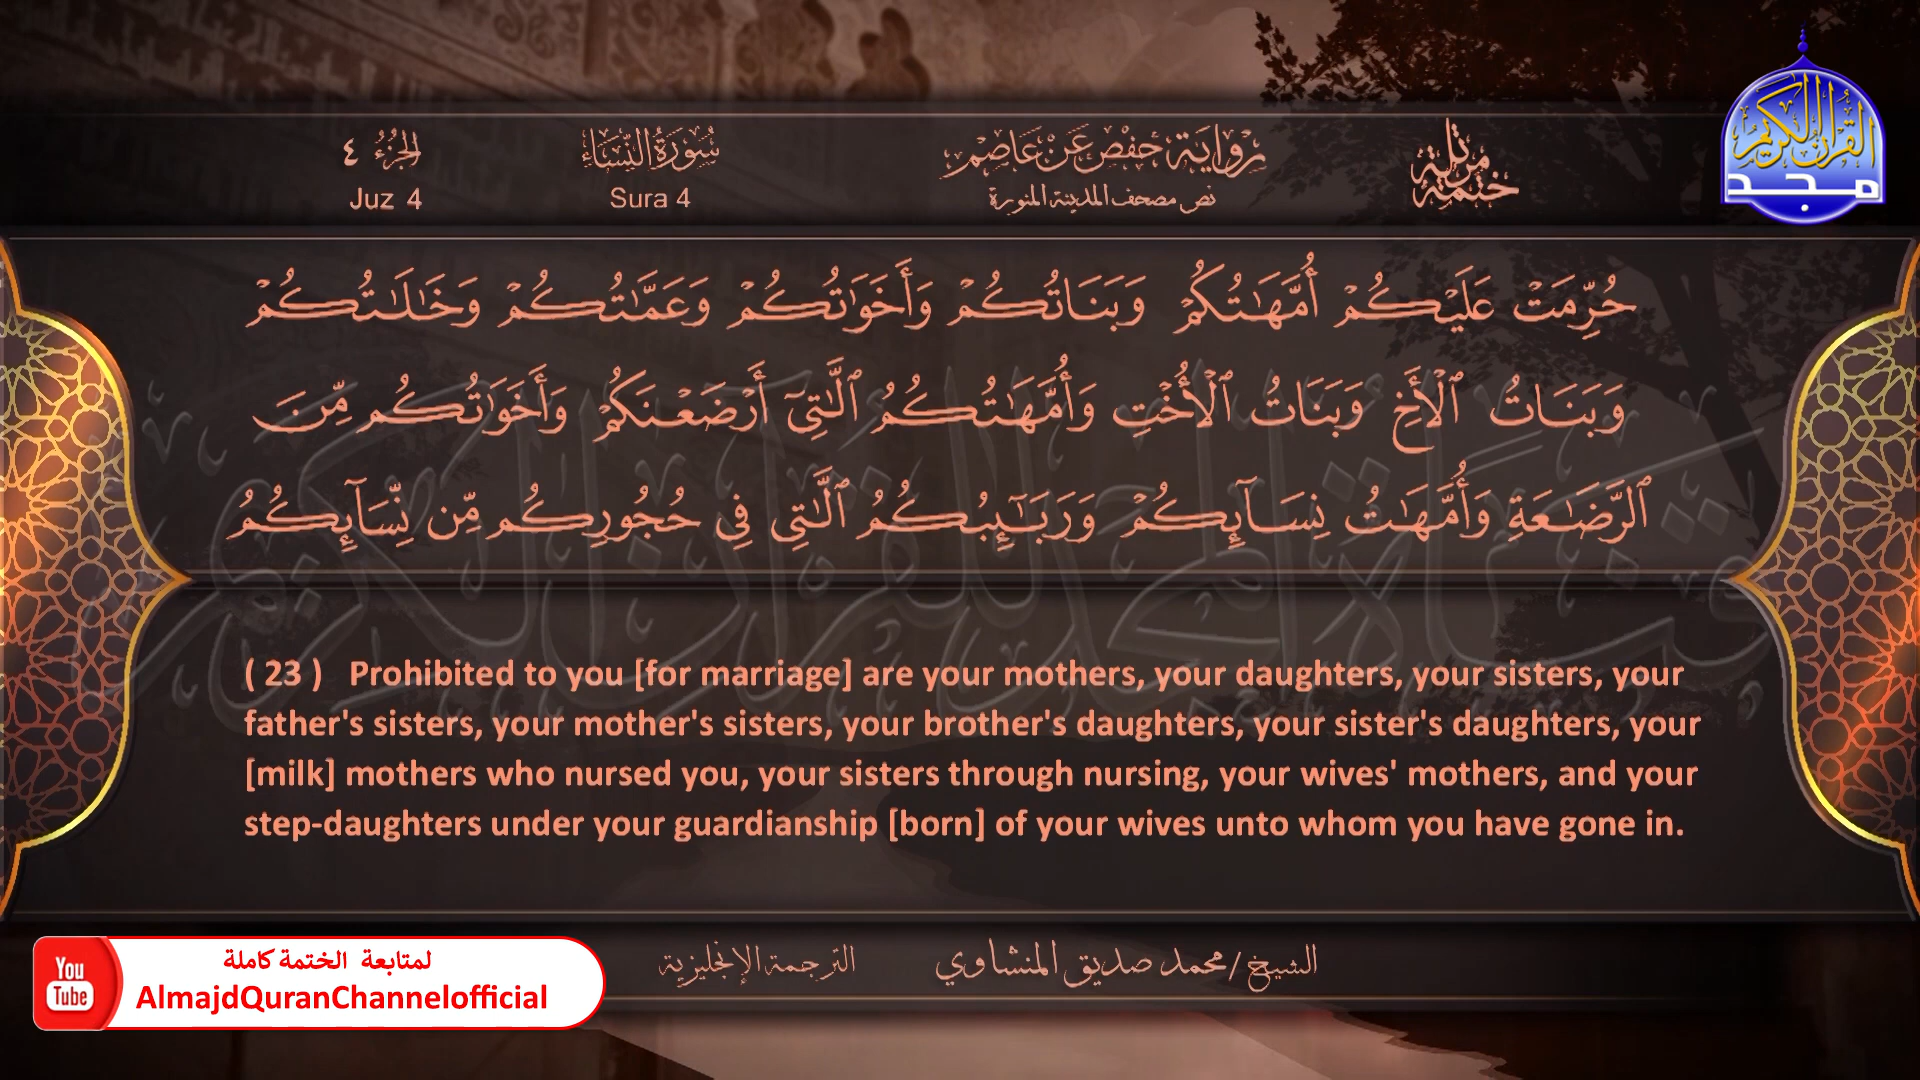 الجزء ٤
Juz 4
سورة النساء
Sura 4
رواية حفص عن عاصم
نص مصحف المدينة المنورة
ختمة مرتلة
القرآن الكريم
مجد
حُرِّمَتْ عَلَيْكُمْ أُمَّهَـٰتُكُمْ وَبَنَاتُكُمْ وَأَخَوَٰتُكُمْ وَعَمَّـٰتُكُمْ وَخَـٰلَـٰتُكُمْ
وَبَنَاتُ ٱلْأَخِ وَبَنَاتُ ٱلْأُخْتِ وَأُمَّهَـٰتُكُمُ ٱلَّـٰتِىٓ أَرْضَعْنَكُمْ وَأَخَوَٰتُكُم مِّنَ
ٱلرَّضَـٰعَةِ وَأُمَّهَـٰتُ نِسَآئِكُمْ وَرَبَـٰٓئِبُكُمُ ٱلَّـٰتِى فِى حُجُورِكُم مِّن نِّسَآئِكُمُ
قناة المجد للقرآن الكريم
( 23 ) Prohibited to you [for marriage] are your mothers, your daughters, your sisters, your
father's sisters, your mother's sisters, your brother's daughters, your sister's daughters, your
[milk] mothers who nursed you, your sisters through nursing, your wives' mothers, and your
step-daughters under your guardianship [born] of your wives unto whom you have gone in.
You
Tube
لمتابعة الختمة كاملة
AlmajdQuranChannelofficial
الترجمة الإنجليزية
الشيخ / محمد صديق المنشاوي